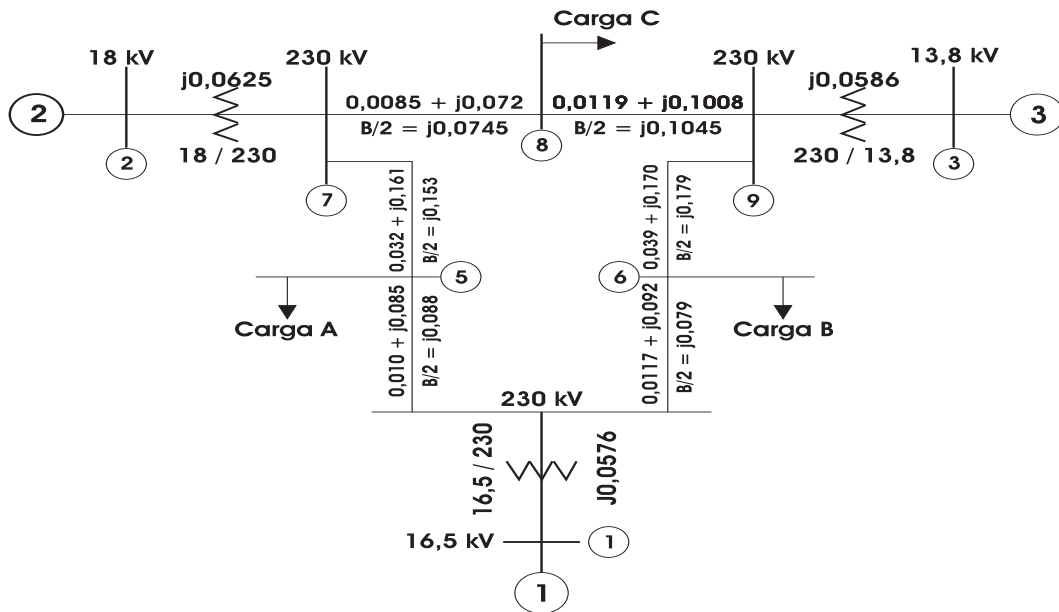 Carga C
18 kV
230 kV
230 kV
13,8 kV
j0,0625
0,0085 + j0,072
0,0119 + j0,1008
j0,0586
2
3
B/2 = j0,0745
B/2 = j0,1045
18 / 230
230 / 13,8
2
8
3
7
9
0,032 + j0,161
B/2 = j0,153
0,039 + j0,170
B/2 = j0,179
5
6
Carga A
Carga B
0,010 + j0,085
B/2 = j0,088
0,0117 + j0,092
B/2 = j0,079
230 kV
16,5 / 230
J0,0576
16,5 kV
1
1